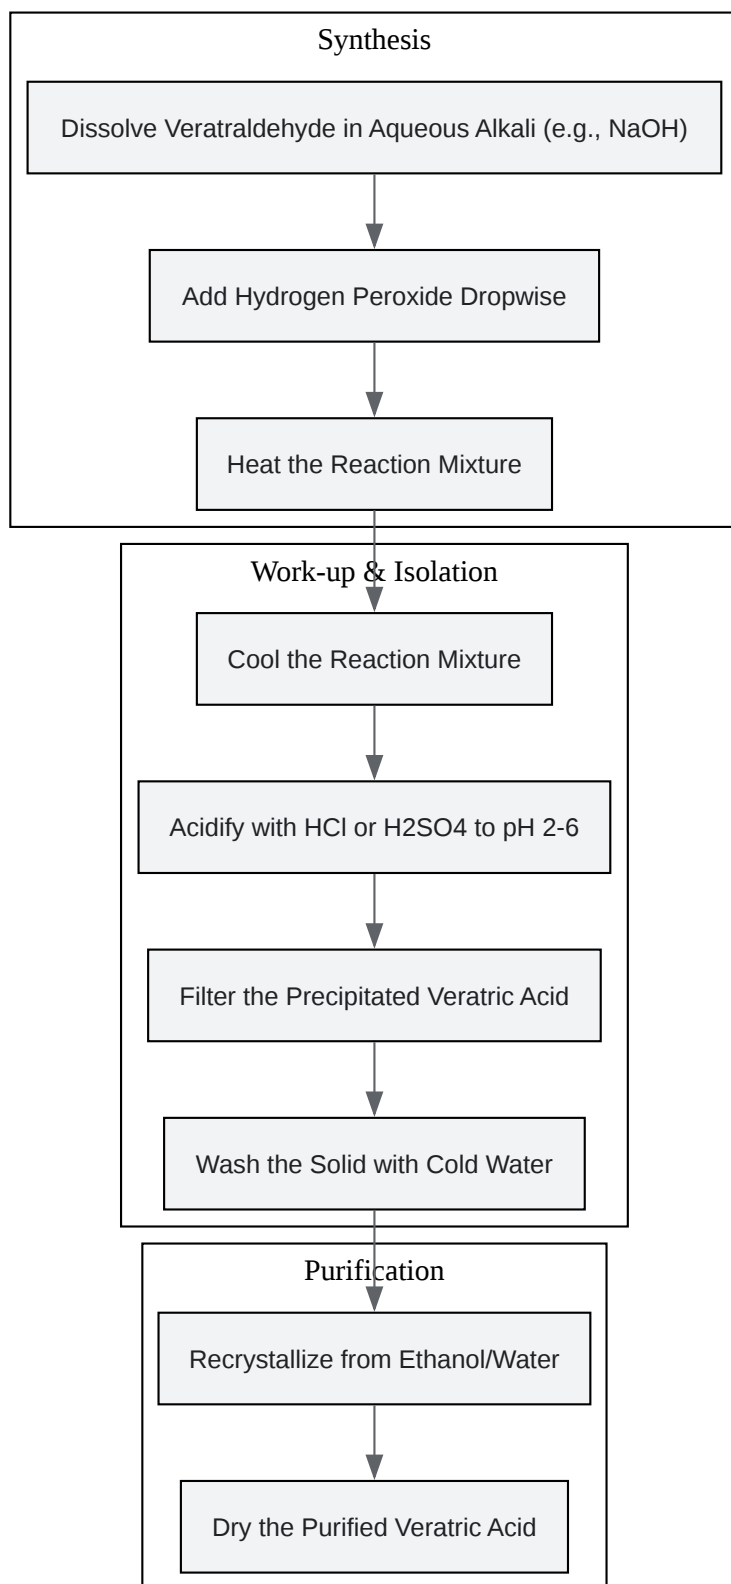 Synthesis
Dissolve Veratraldehyde in Aqueous Alkali (e.g., NaOH)
Add Hydrogen Peroxide Dropwise
Heat the Reaction Mixture
Work-up & Isolation
Cool the Reaction Mixture
Acidify with HCl or H2SO4 to pH 2-6
Filter the Precipitated Veratric Acid
Wash the Solid with Cold Water
Purification
Recrystallize from Ethanol/Water
Dry the Purified Veratric Acid